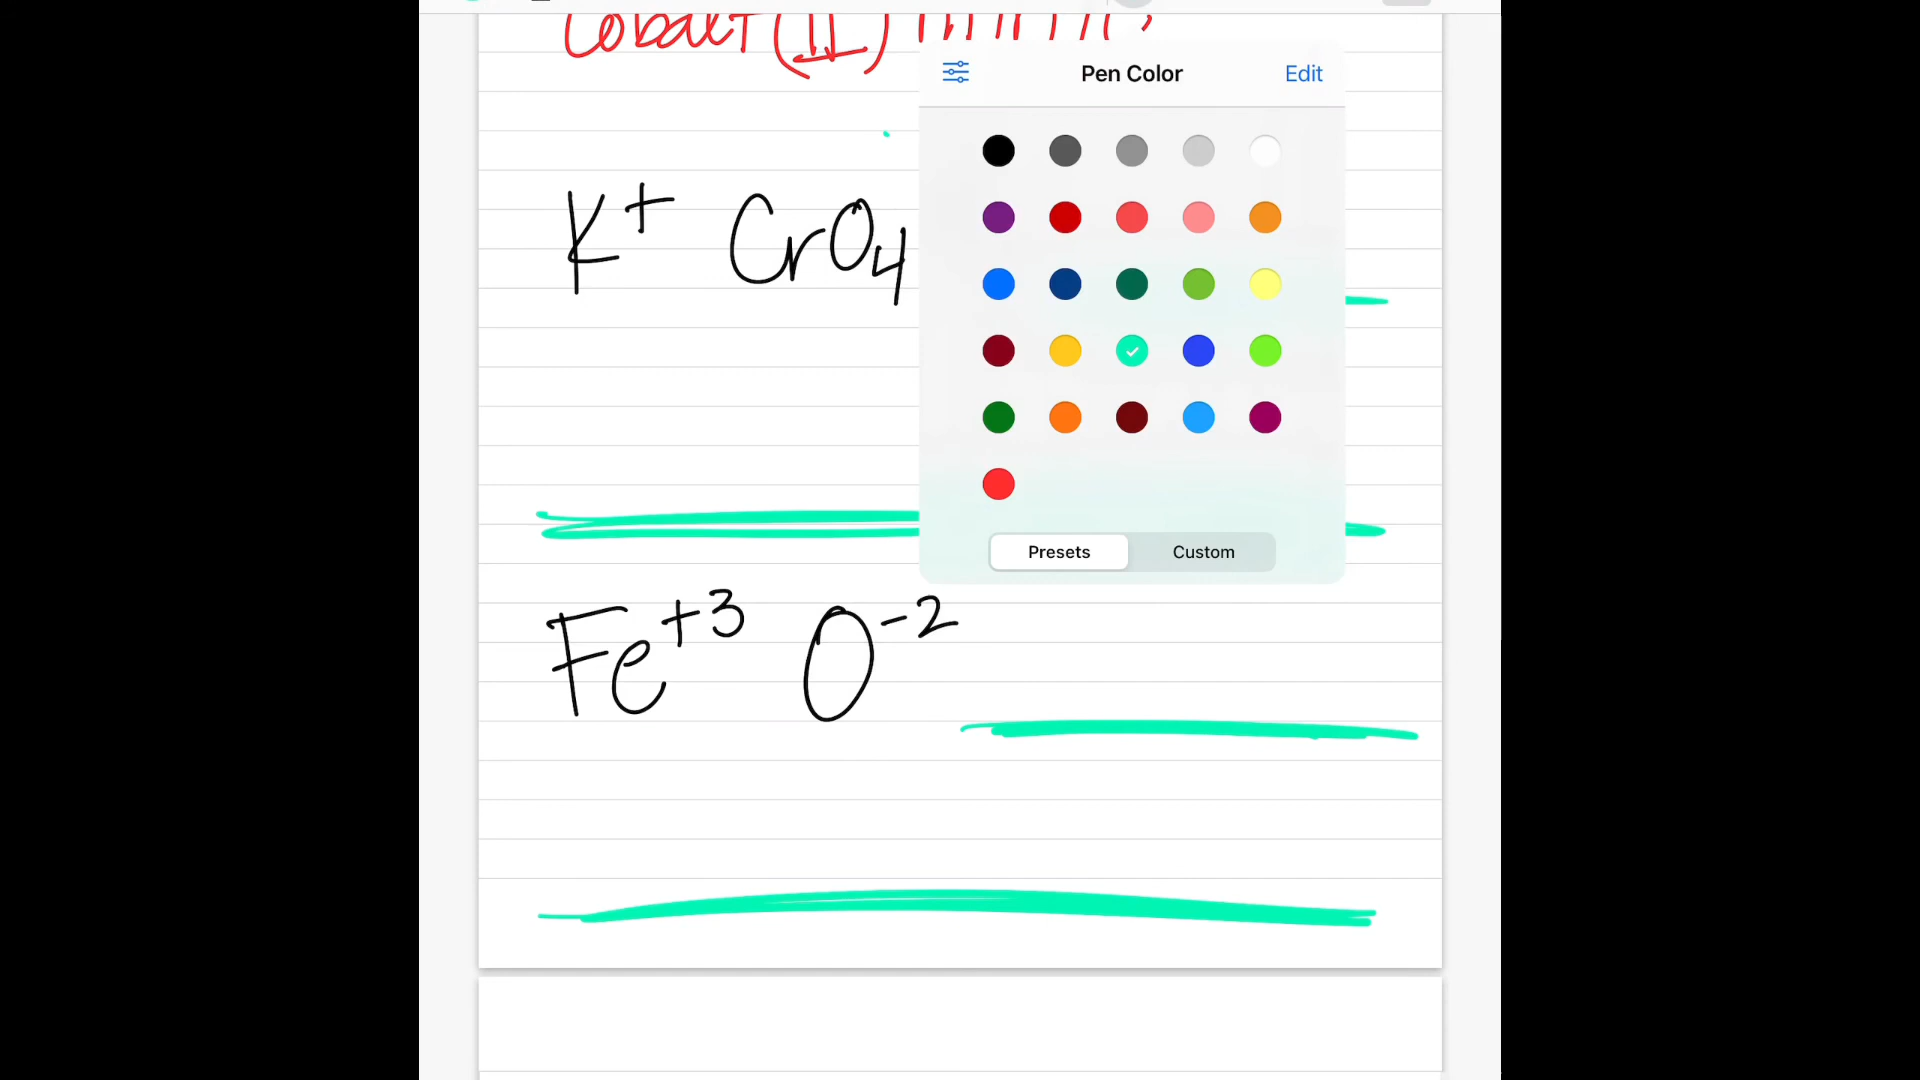 Cobalt (II)
Pen Color Edit
K+ CrO4
Presets Custom
Fe+3 O-2